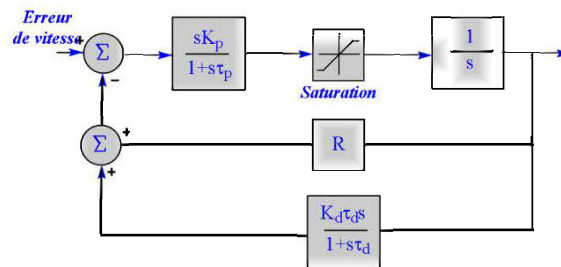 Erreur
de vitesse
+
Σ
−
sKp
1+sτp
Saturation
1
s
Σ
+
+
R
Kdτds
1+sτd